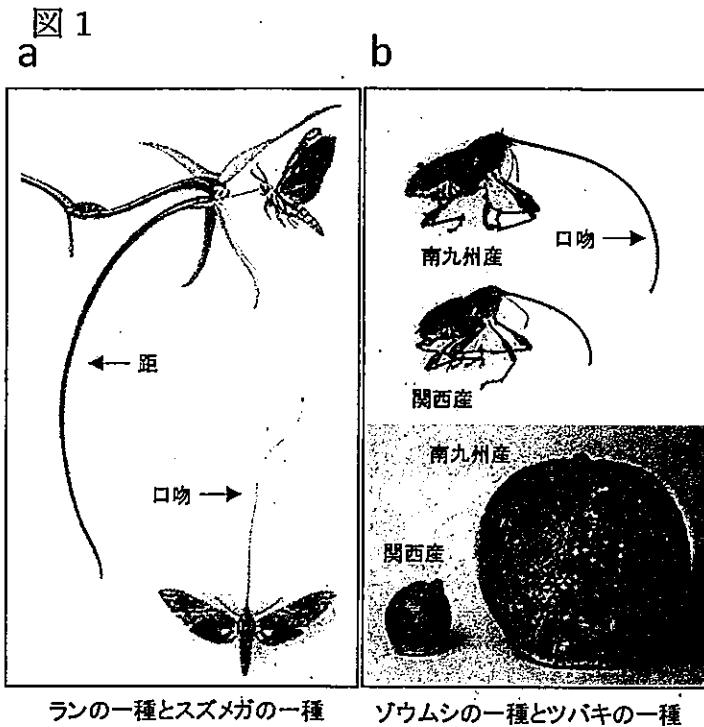 図1
a
b
距
口吻
ランの一種とスズメガの一種
南九州産
口吻
関西産
南九州産
関西産
ゾウムシの一種とツバキの一種